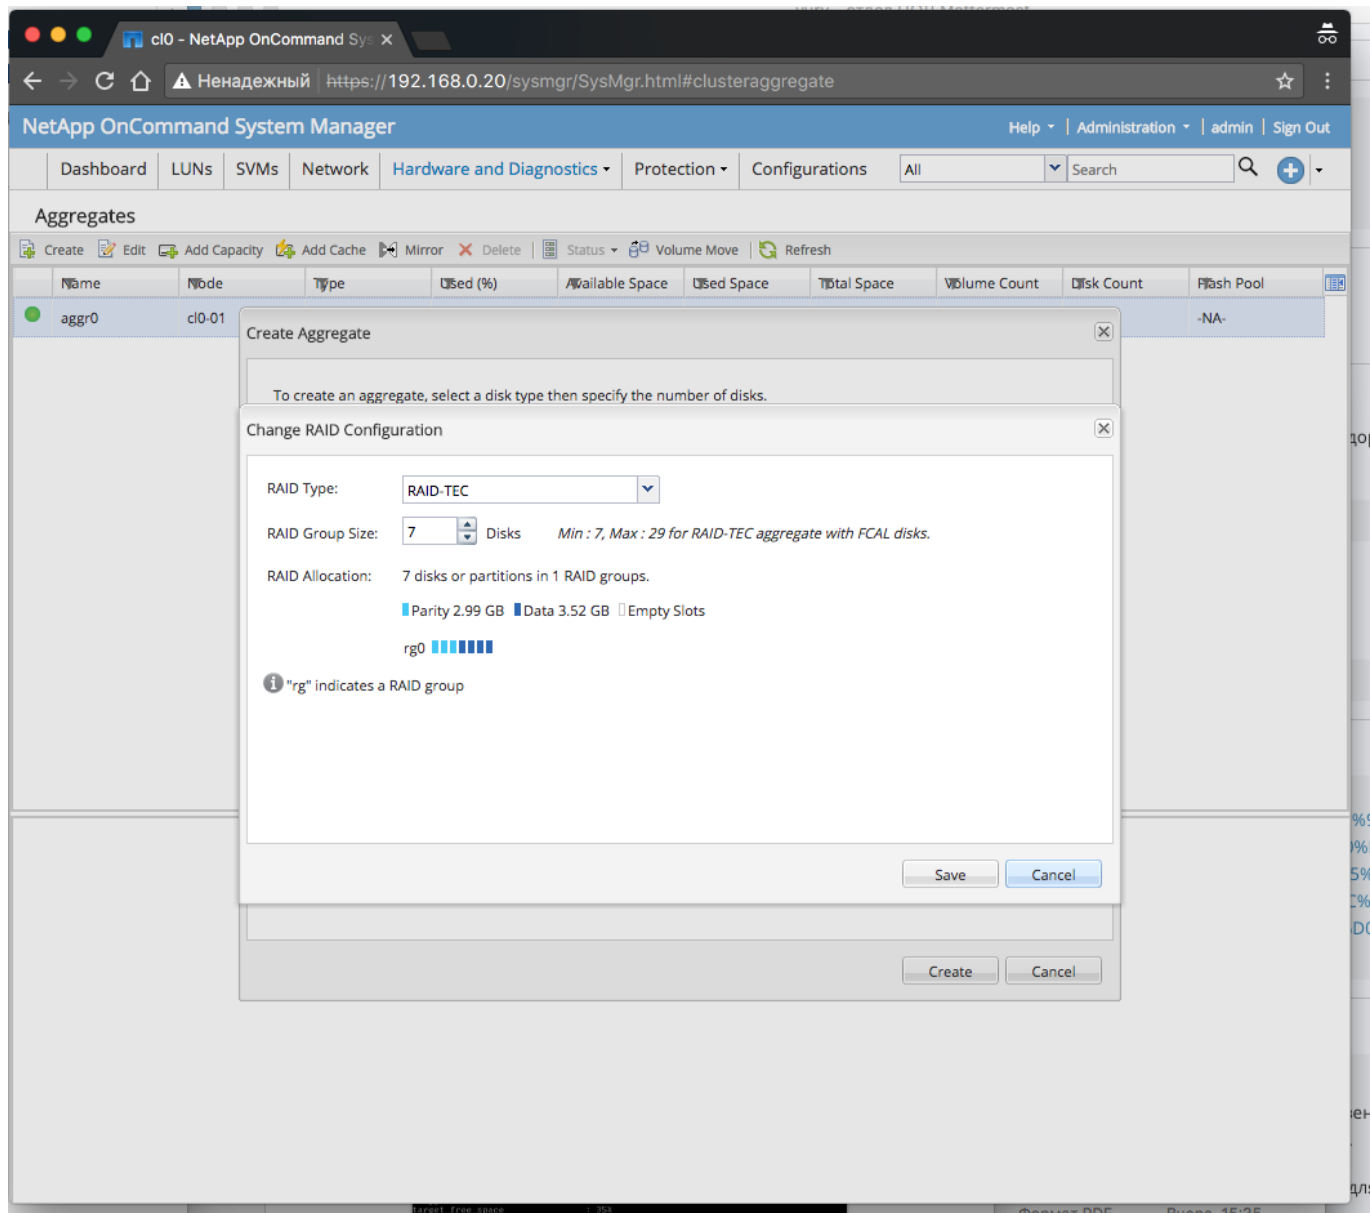 cl0 - NetApp OnCommand Sys
Ненадежный https://192.168.0.20/sysmgr/SysMgr.html#clusteraggregate
NetApp OnCommand System Manager Help Administration admin Sign Out
Dashboard LUNs SVMs Network Hardware and Diagnostics Protection Configurations All Search
Aggregates
Create Edit Add Capacity Add Cache Mirror Delete Status Volume Move Refresh
Name Node Type Used (%) Available Space Used Space Total Space Volume Count Disk Count Flash Pool
aggr0 cl0-01 -NA-
Create Aggregate
To create an aggregate, select a disk type then specify the number of disks.
Change RAID Configuration
RAID Type: RAID-TEC
RAID Group Size: 7 Disks Min : 7, Max : 29 for RAID-TEC aggregate with FCAL disks.
RAID Allocation: 7 disks or partitions in 1 RAID groups.
Parity 2.99 GB Data 3.52 GB Empty Slots
rg0
"rg" indicates a RAID group
Save Cancel
Create Cancel
target free space : 35%